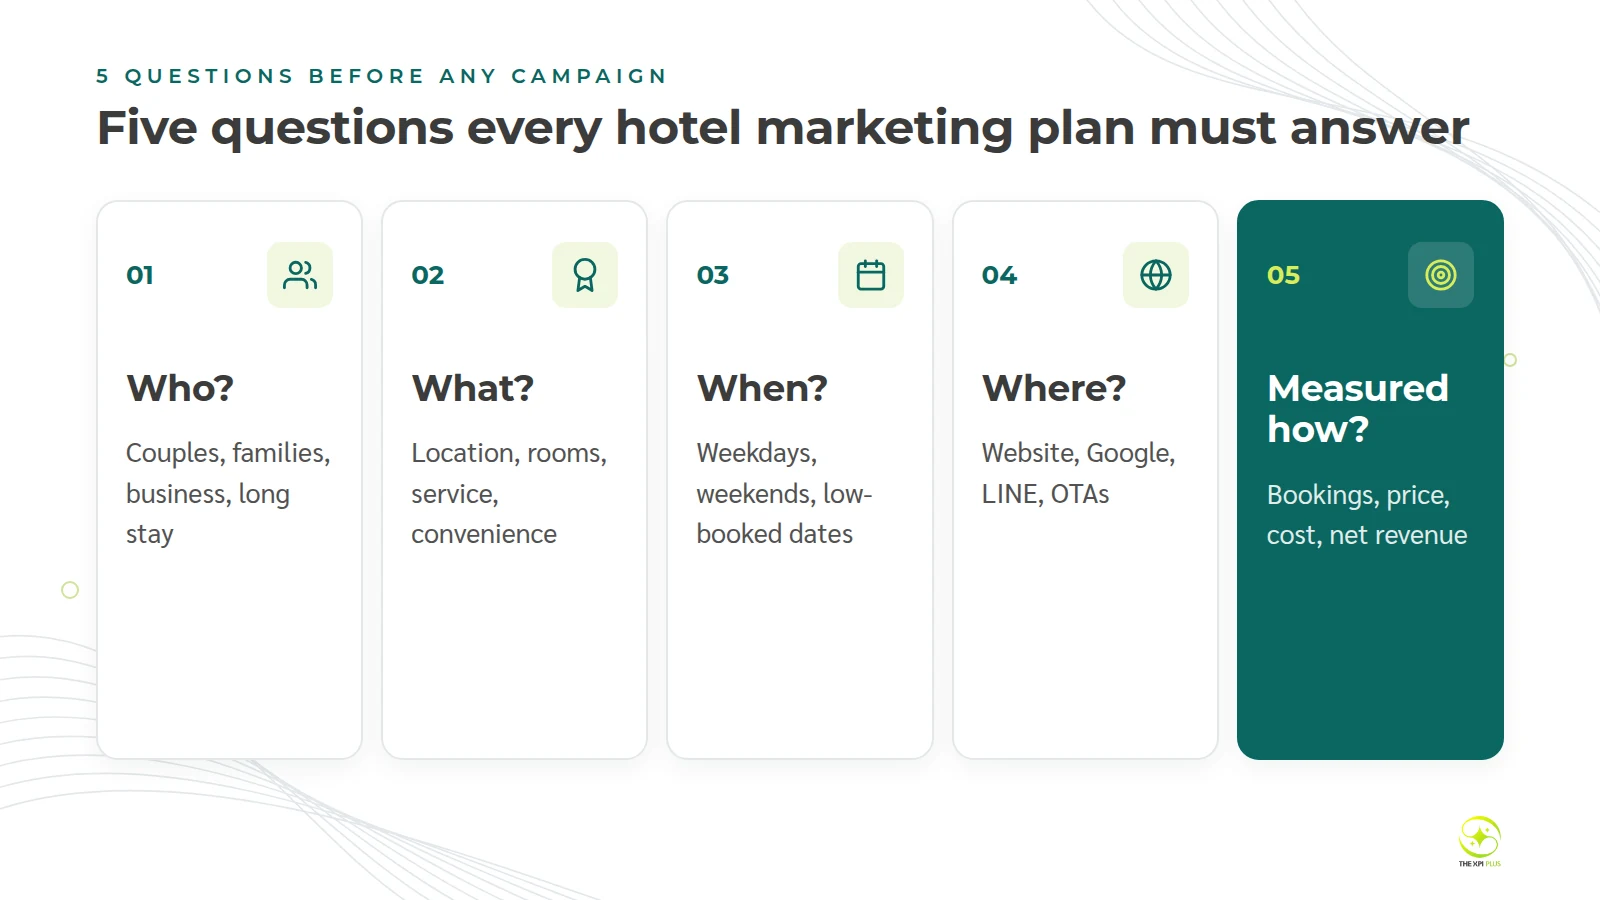 5 QUESTIONS BEFORE ANY CAMPAIGN
Five questions every hotel marketing plan must answer
01
Who?
Couples, families,
business, long
stay
02
What?
Location, rooms,
service,
convenience
03
When?
Weekdays,
weekends, low-
booked dates
04
Where?
Website, Google,
LINE, OTAs
05
Measured
how?
Bookings, price,
cost, net revenue
THE XPI PLUS